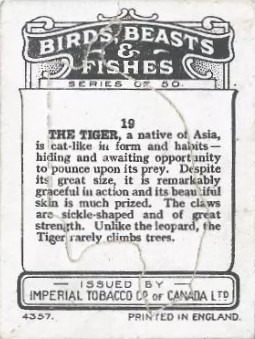 BIRDS, BEASTS
&
FISHES
SERIES OF 50.
19
THE TIGER, a native of Asia,
is cat-like in form and habits—
hiding and awaiting opportunity
to pounce upon its prey. Despite
its great size, it is remarkably
graceful in action and its beautiful
skin is much prized. The claws
are sickle-shaped and of great
strength. Unlike the leopard, the
Tiger rarely climbs trees.
ISSUED BY
IMPERIAL TOBACCO Co OF CANADA LTD
4357. PRINTED IN ENGLAND.